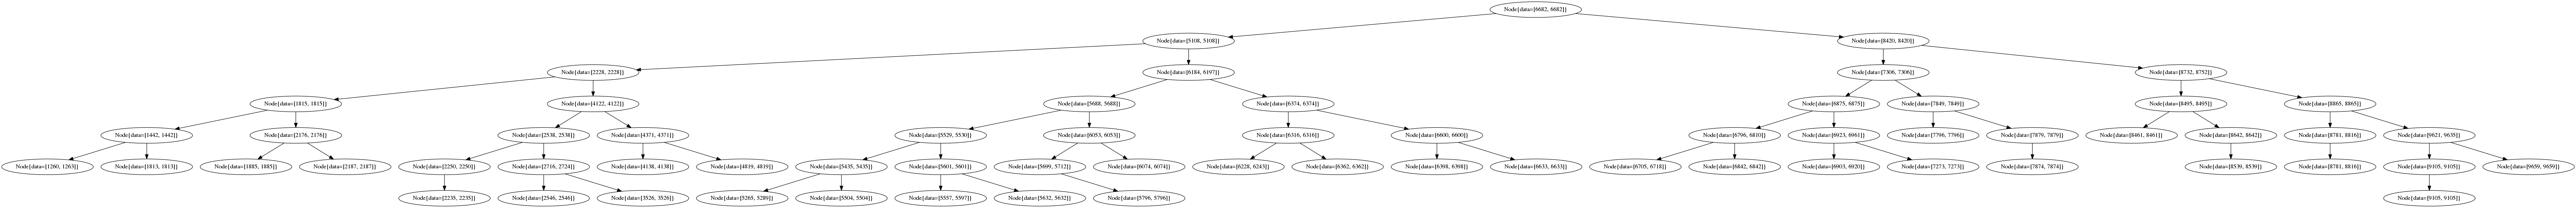 Node{data=[6682, 6682]}
Node{data=[5108, 5108]}
Node{data=[8420, 8420]}
Node{data=[2228, 2228]}
Node{data=[6184, 6197]}
Node{data=[7306, 7306]}
Node{data=[8732, 8752]}
Node{data=[1815, 1815]}
Node{data=[4122, 4122]}
Node{data=[5688, 5688]}
Node{data=[6374, 6374]}
Node{data=[6875, 6875]}
Node{data=[7849, 7849]}
Node{data=[8495, 8495]}
Node{data=[8865, 8865]}
Node{data=[1442, 1442]}
Node{data=[2176, 2176]}
Node{data=[2538, 2538]}
Node{data=[4371, 4371]}
Node{data=[5529, 5530]}
Node{data=[6053, 6053]}
Node{data=[6316, 6316]}
Node{data=[6600, 6600]}
Node{data=[6796, 6810]}
Node{data=[6923, 6961]}
Node{data=[7796, 7796]}
Node{data=[7879, 7879]}
Node{data=[8461, 8461]}
Node{data=[8642, 8642]}
Node{data=[8781, 8816]}
Node{data=[9621, 9635]}
Node{data=[1260, 1263]}
Node{data=[1813, 1813]}
Node{data=[1885, 1885]}
Node{data=[2187, 2187]}
Node{data=[2250, 2250]}
Node{data=[2716, 2724]}
Node{data=[4138, 4138]}
Node{data=[4819, 4819]}
Node{data=[5435, 5435]}
Node{data=[5601, 5601]}
Node{data=[5699, 5712]}
Node{data=[6074, 6074]}
Node{data=[6228, 6243]}
Node{data=[6362, 6362]}
Node{data=[6398, 6398]}
Node{data=[6633, 6633]}
Node{data=[6705, 6718]}
Node{data=[6842, 6842]}
Node{data=[6903, 6920]}
Node{data=[7273, 7273]}
Node{data=[7874, 7874]}
Node{data=[8539, 8539]}
Node{data=[8781, 8816]}
Node{data=[9105, 9105]}
Node{data=[9659, 9659]}
Node{data=[2235, 2235]}
Node{data=[2546, 2546]}
Node{data=[3526, 3526]}
Node{data=[5265, 5289]}
Node{data=[5504, 5504]}
Node{data=[5557, 5597]}
Node{data=[5632, 5632]}
Node{data=[5796, 5796]}
Node{data=[9105, 9105]}